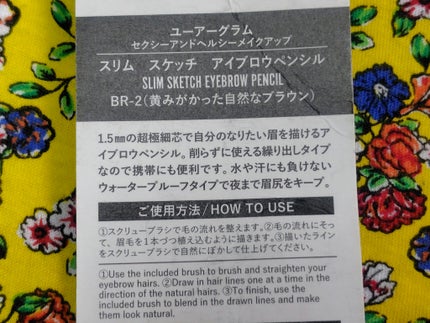 ユーアーグラム
セクシーアンドヘルシーメイクアップ
スリム スケッチ アイブロウペンシル
SLIM SKETCH EYEBROW PENCIL
BR-2(黄みがかった自然なブラウン)
1.5㎜の超極細芯で自分のなりたい眉を描けるア
イブロウペンシル。削らずに使える繰り出しタイプ
なので携帯にも便利です。水や汗にも負けない
ウォータープルーフタイプで夜まで眉尻をキープ。
ご使用方法/HOW TO USE
①スクリューブラシで毛の流れを整えます。②毛の流れにそっ
て、眉毛を1本づつ植え込むように描きます。③描いたライン
をスクリューブラシで自然にぼかして仕上げてください。
①Use the included brush to brush and straighten your
eyebrow hairs. ②Draw in hair lines one at a time in the
direction of the natural hairs. ③To finish, use the
included brush to blend in the drawn lines and make
them look natural.